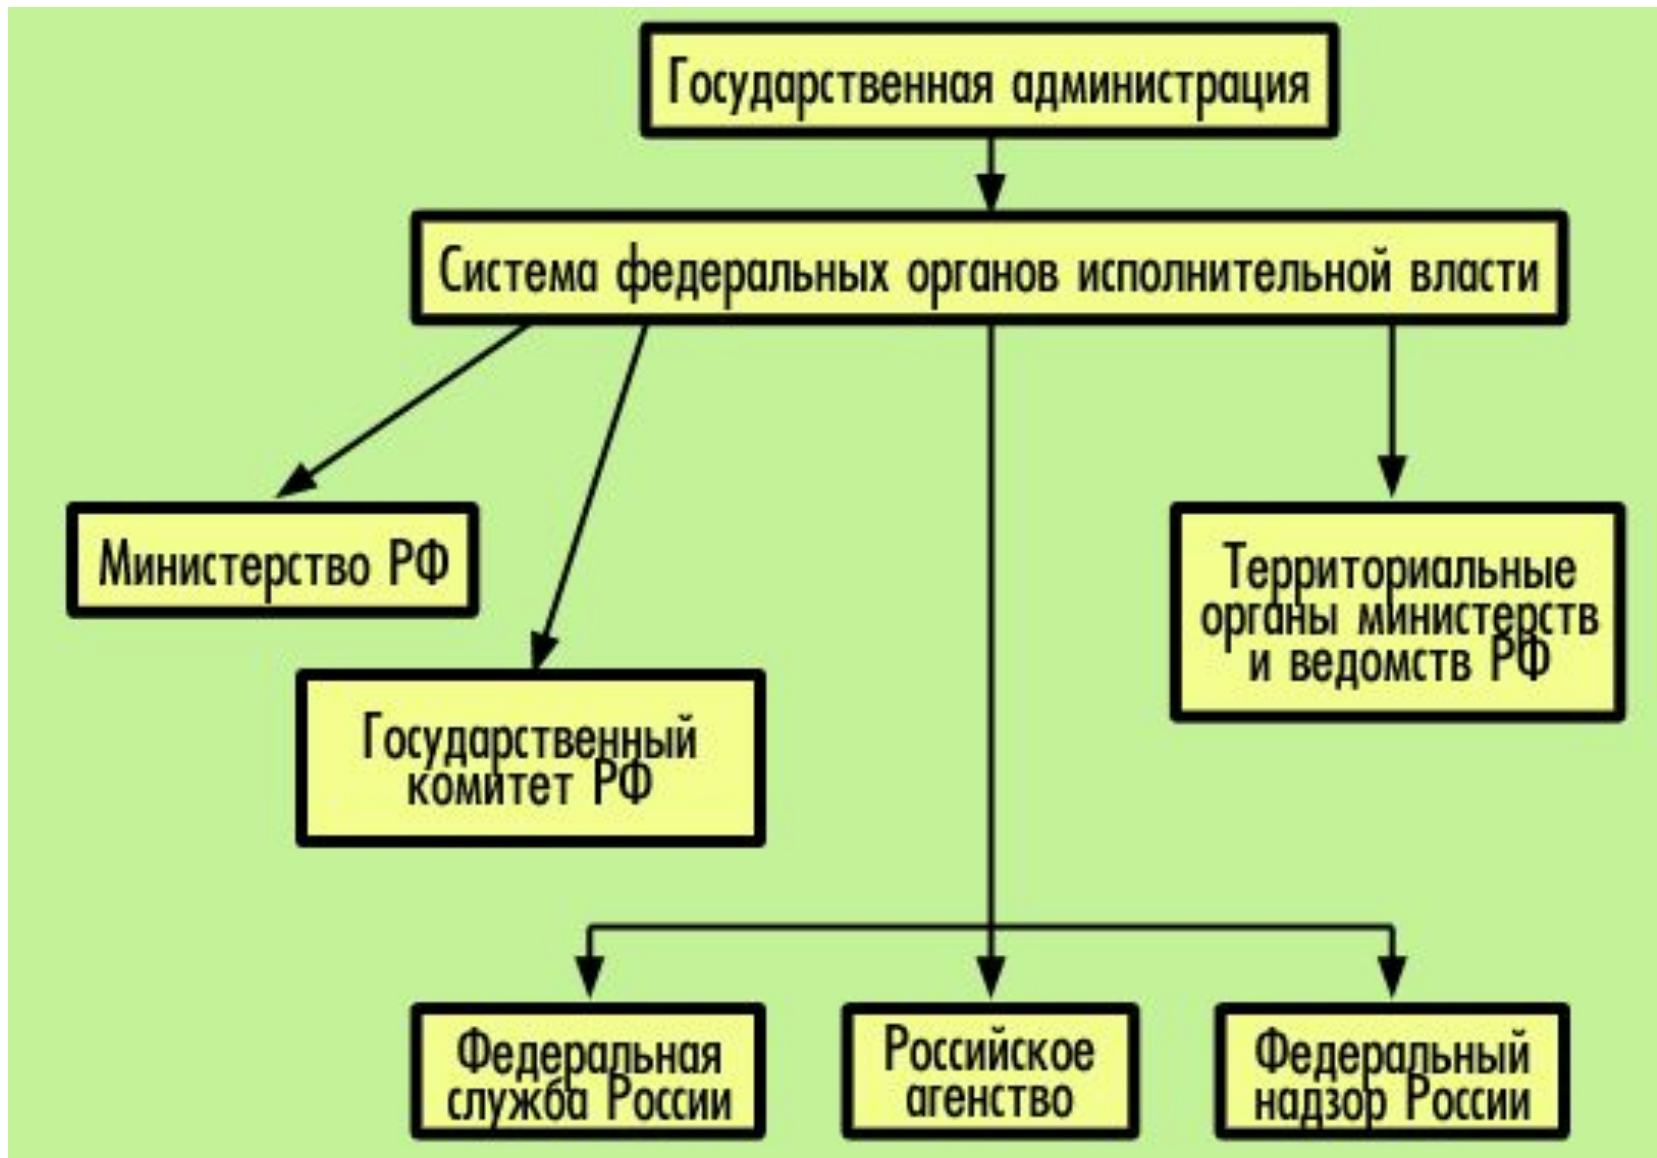 Государственная администрация
Система федеральных органов исполнительной власти
Министерство РФ
Территориальные
органы министерств
и ведомств РФ
Государственный
комитет РФ
Федеральная
служба России
Российское
агенство
Федеральный
надзор России